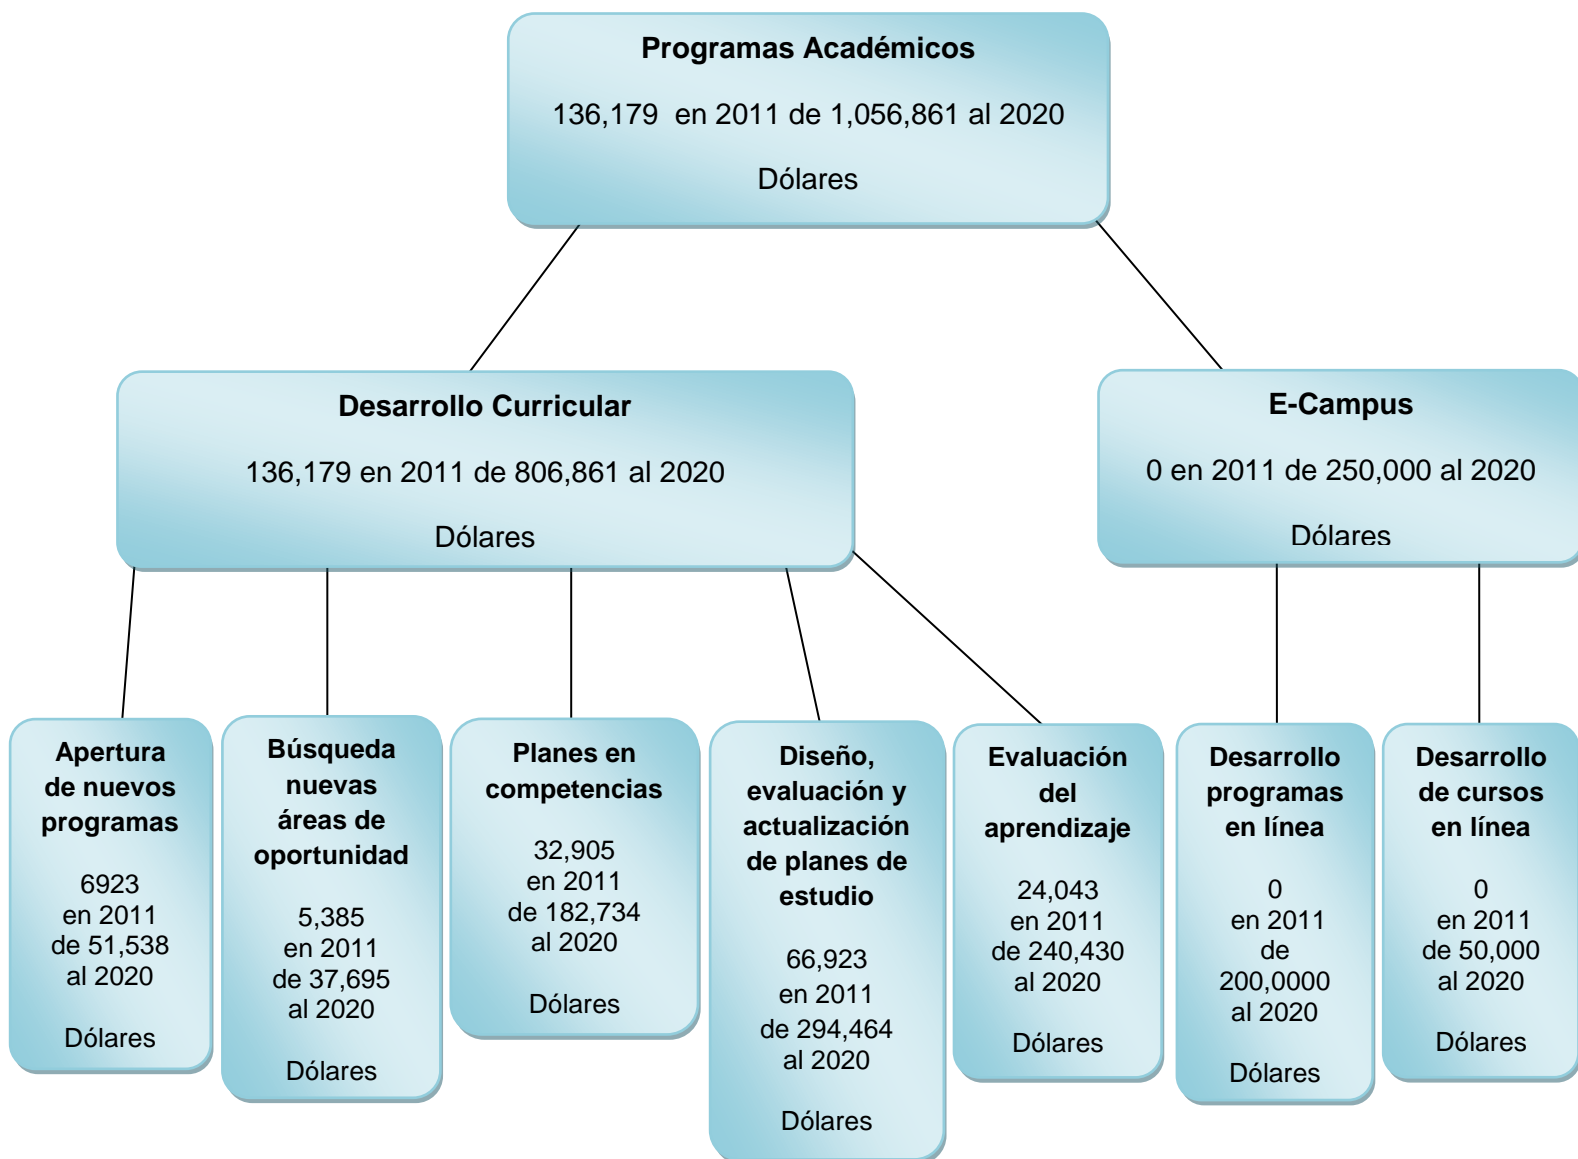 Programas Académicos
136,179 en 2011 de 1,056,861 al 2020
Dólares
Desarrollo Curricular
136,179 en 2011 de 806,861 al 2020
Dólares
E-Campus
0 en 2011 de 250,000 al 2020
Dólares
Apertura
de nuevos
programas
6923
en 2011
de 51,538
al 2020
Dólares
Búsqueda
nuevas
áreas de
oportunidad
5,385
en 2011
de 37,695
al 2020
Dólares
Planes en
competencias
32,905
en 2011
de 182,734
al 2020
Dólares
Diseño,
evaluación y
actualización
de planes de
estudio
66,923
en 2011
de 294,464
al 2020
Dólares
Evaluación
del
aprendizaje
24,043
en 2011
de 240,430
al 2020
Dólares
Desarrollo
programas
en línea
0
en 2011
de
200,0000
al 2020
Dólares
Desarrollo
de cursos
en línea
0
en 2011
de 50,000
al 2020
Dólares